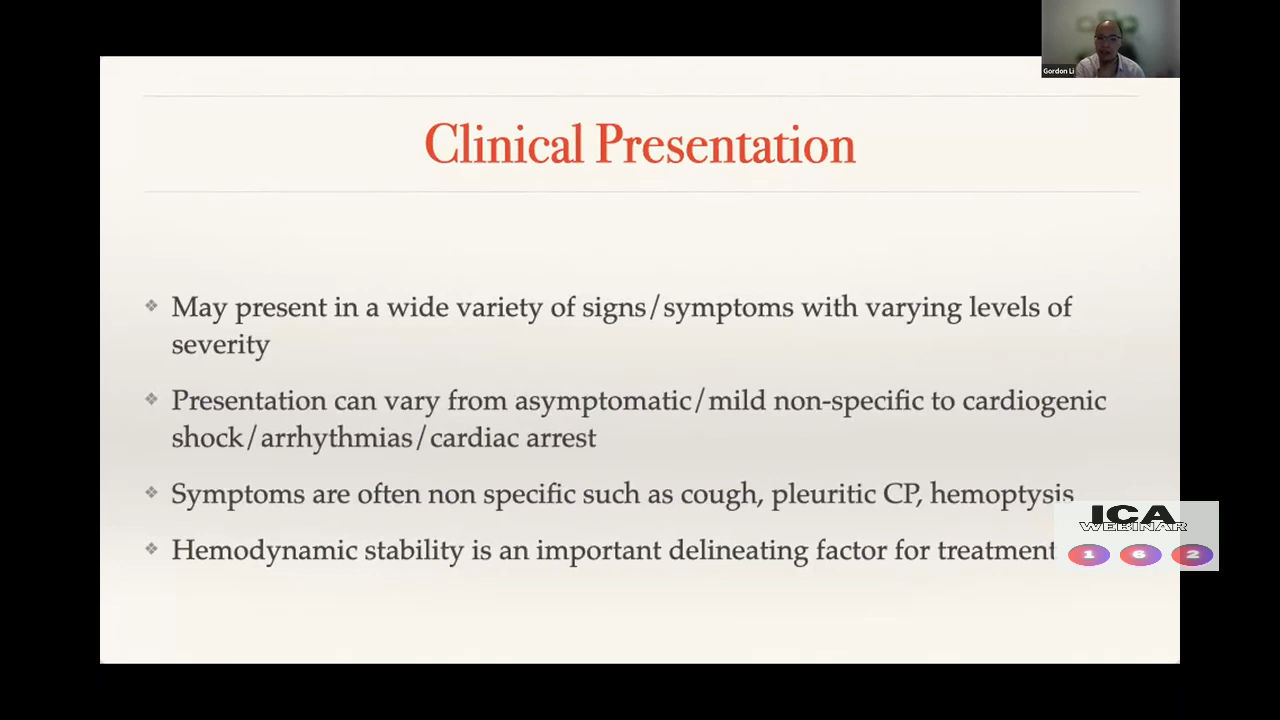 Gordon Li
Clinical Presentation
❖ May present in a wide variety of signs/symptoms with varying levels of
severity
❖ Presentation can vary from asymptomatic/mild non-specific to cardiogenic
shock/arrhythmias/cardiac arrest
❖ Symptoms are often non specific such as cough, pleuritic CP, hemoptysis
❖ Hemodynamic stability is an important delineating factor for treatment
ICA
WEBINAR
1 6 2